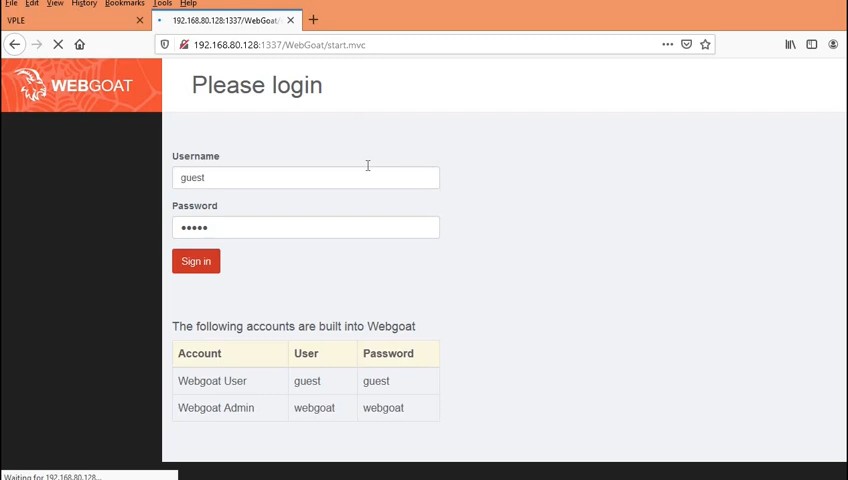 File Edit View History Bookmarks Tools Help
VPLE
192.168.80.128:1337/WebGoat/
192.168.80.128:1337/WebGoat/start.mvc
WEBGOAT
Please login
Username
guest
Password
•••••
Sign in
The following accounts are built into Webgoat
Account User Password
Webgoat User guest guest
Webgoat Admin webgoat webgoat
Waiting for 192.168.80.128...